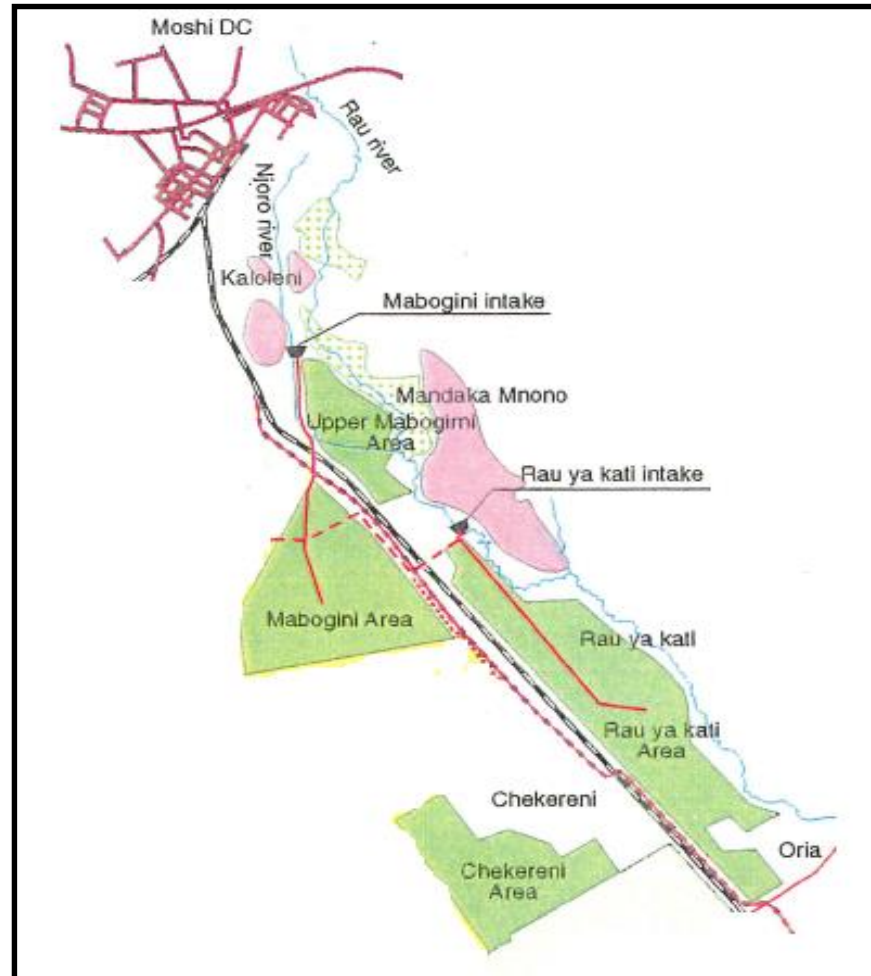 Moshi DC
Rau river
Njoro river
Kaloleni
Mabogini intake
Mandaka Mnono
Upper Mabogirni
Area
Rau ya kati intake
Mabogini Area
Rau ya kati
Rau ya kati
Area
Chekereni
Oria
Chekereni
Area